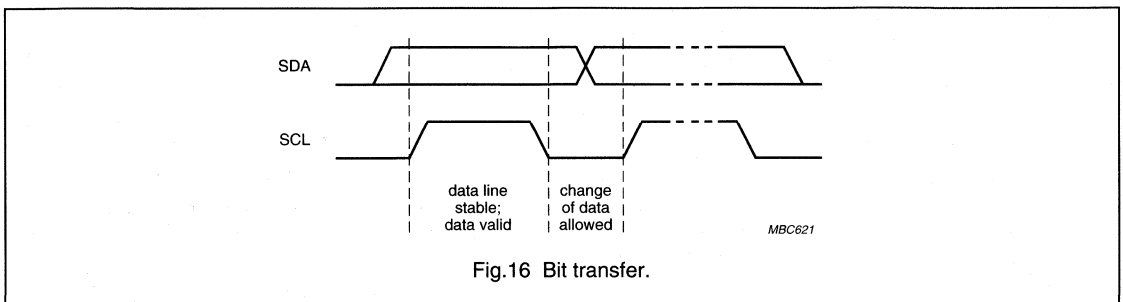 SDA
SCL
data line
stable;
data valid
change
of data
allowed
MBC621
Fig.16 Bit transfer.